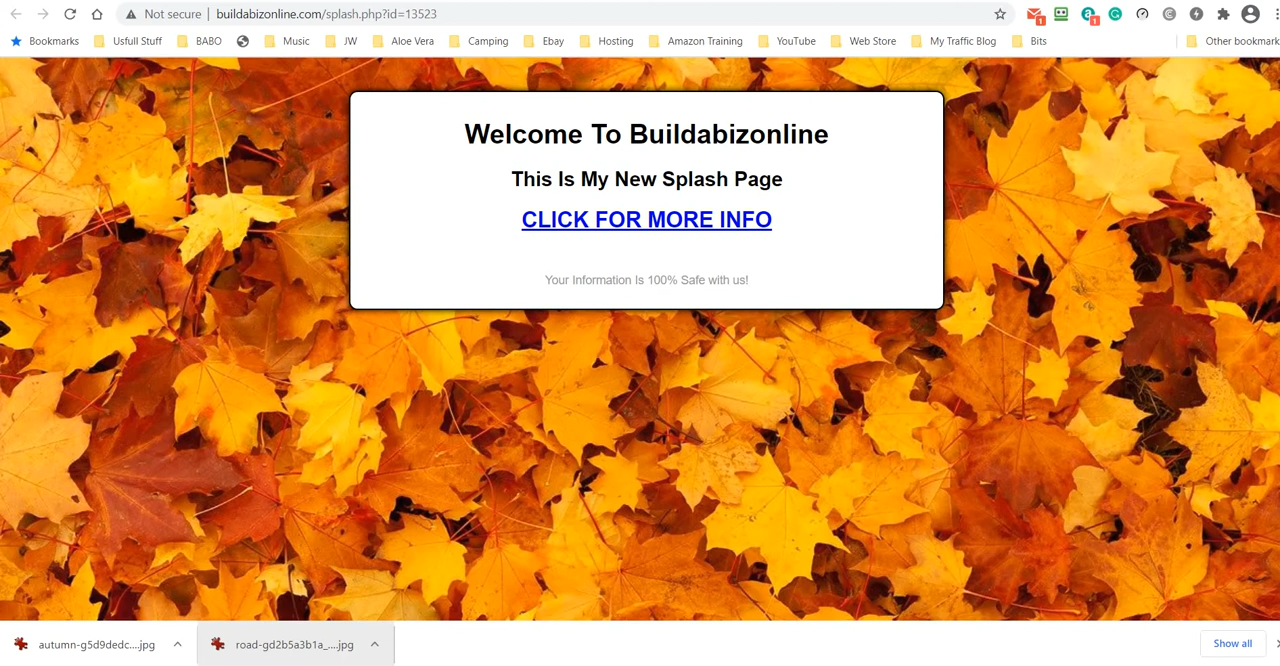 Not secure | buildabizonline.com/splash.php?id=13523
1 1
Bookmarks Usfull Stuff BABO Music JW Aloe Vera Camping Ebay Hosting Amazon Training YouTube Web Store My Traffic Blog Bits Other bookmark
Welcome To Buildabizonline
This Is My New Splash Page
CLICK FOR MORE INFO
Your Information Is 100% Safe with us!
autumn-g5d9dedc....jpg road-gd2b5a3b1a_....jpg Show all